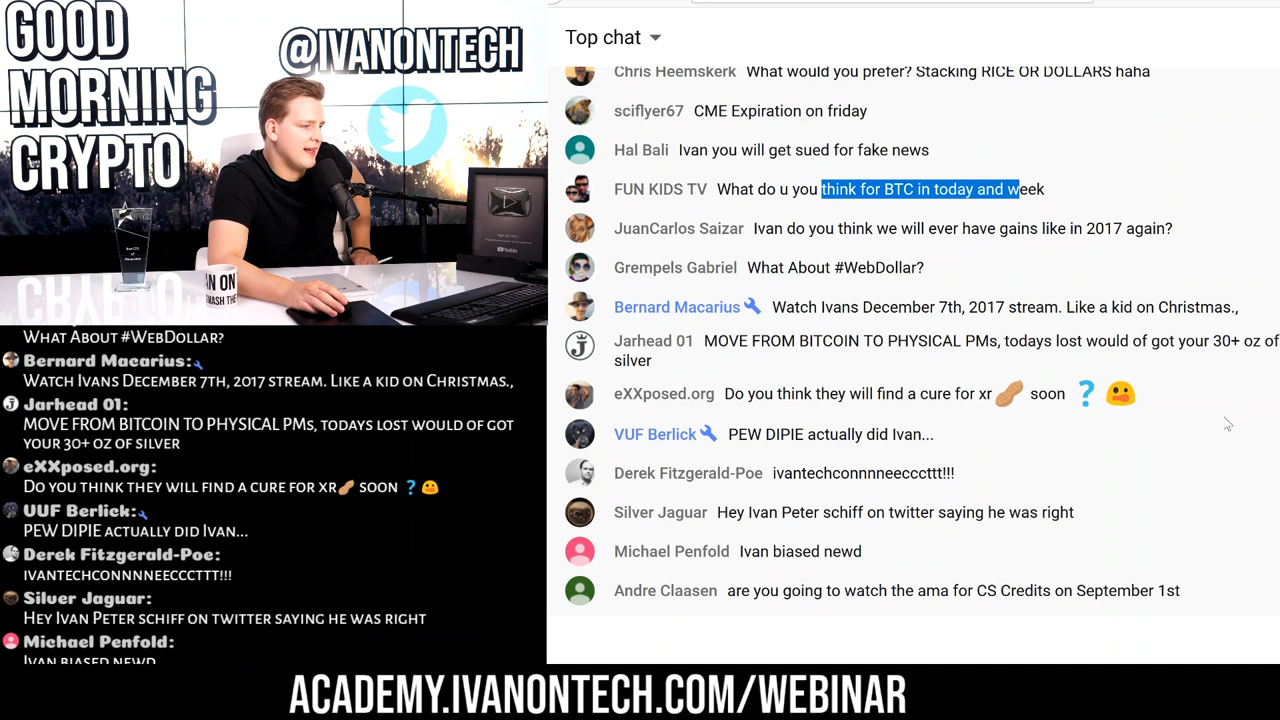 GOOD
MORNING
CRYPTO
@IVANONTECH
YouTube
AN ON
SMASH THE
CRYPTO
WHAT ABOUT #WEBDOLLAR?
Bernard Macarius:
WATCH IVANS DECEMBER 7TH, 2017 STREAM. LIKE A KID ON CHRISTMAS.,
Jarhead 01:
MOVE FROM BITCOIN TO PHYSICAL PMS, TODAYS LOST WOULD OF GOT
YOUR 30+ OZ OF SILVER
eXXposed.org:
DO YOU THINK THEY WILL FIND A CURE FOR XR🥜 SOON ❓
VUF Berlick:
PEW DIPIE ACTUALLY DID IVAN...
Derek Fitzgerald-Poe:
IVANTECHCONNNNEECCCTTT!!!
Silver Jaguar:
HEY IVAN PETER SCHIFF ON TWITTER SAYING HE WAS RIGHT
Michael Penfold:
IVAN BIASED NEWD
Top chat
Chris Heemskerk What would you prefer? Stacking RICE OR DOLLARS haha
sciflyer67 CME Expiration on friday
Hal Bali Ivan you will get sued for fake news
FUN KIDS TV What do u you think for BTC in today and week
JuanCarlos Saizar Ivan do you think we will ever have gains like in 2017 again?
Grempels Gabriel What About #WebDollar?
Bernard Macarius Watch Ivans December 7th, 2017 stream. Like a kid on Christmas.,
Jarhead 01 MOVE FROM BITCOIN TO PHYSICAL PMs, todays lost would of got your 30+ oz of
silver
eXXposed.org Do you think they will find a cure for xr🥜 soon ❓
VUF Berlick PEW DIPIE actually did Ivan...
Derek Fitzgerald-Poe ivantechconnnneeccccttt!!!
Silver Jaguar Hey Ivan Peter schiff on twitter saying he was right
Michael Penfold Ivan biased newd
Andre Claasen are you going to watch the ama for CS Credits on September 1st
ACADEMY.IVANONTECH.COM/WEBINAR